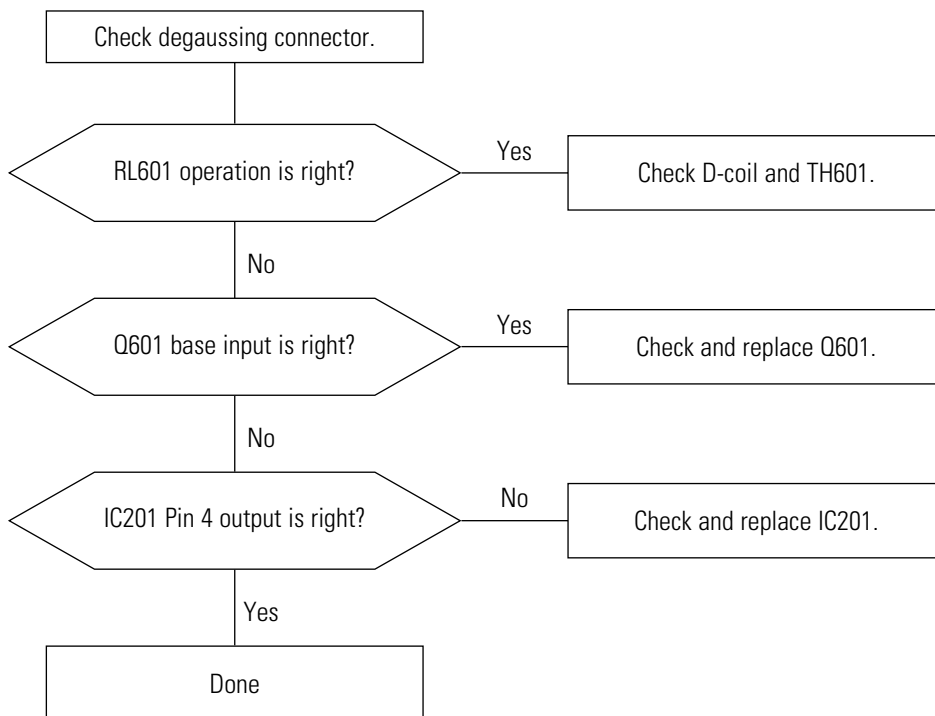 Check degaussing connector.
RL601 operation is right?
Yes
Check D-coil and TH601.
No
Q601 base input is right?
Yes
Check and replace Q601.
No
IC201 Pin 4 output is right?
No
Check and replace IC201.
Yes
Done